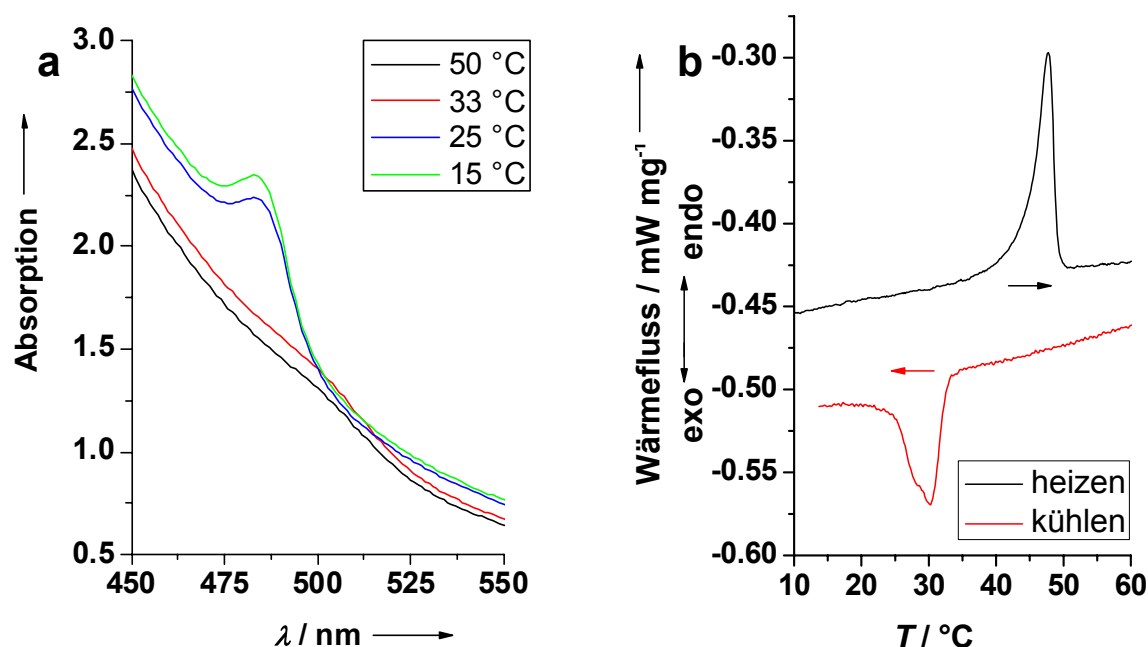 a
3.0
2.5
2.0
1.5
1.0
0.5
Absorption
450
475
500
525
550
λ / nm
50 °C
33 °C
25 °C
15 °C
b
-0.30
-0.35
-0.40
-0.45
-0.50
-0.55
-0.60
Wärmefluss / mW mg⁻¹
exo
endo
10
20
30
40
50
60
T / °C
heizen
kühlen